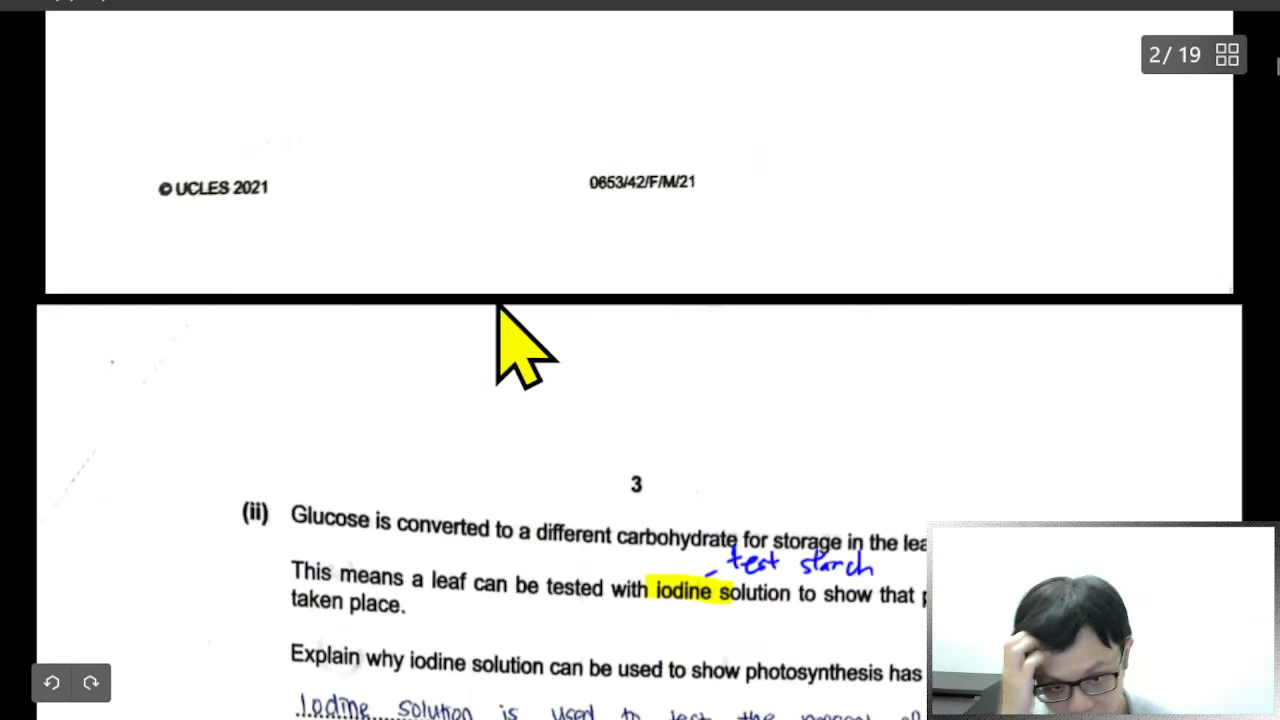 2/ 19
© UCLES 2021
0653/42/F/M/21
3
(ii) Glucose is converted to a different carbohydrate for storage in the
test starch
This means a leaf can be tested with iodine solution to show that
taken place.
Explain why iodine solution can be used to show photosynthesis has
Iodine solution is used to test the